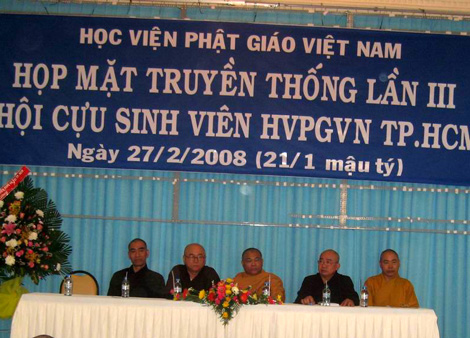 HỌC VIỆN PHẬT GIÁO VIỆT NAM
HỌP MẶT TRUYỀN THỐNG LẦN III
HỘI CỰU SINH VIÊN HVPGVN TP.HCM
Ngày 27/2/2008 (21/1 mậu tý)